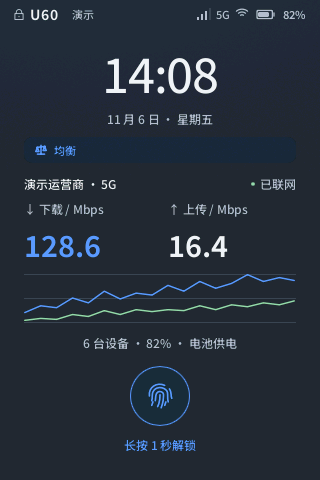 U60 演示 5G 82%
14:08
11 月 6 日 · 星期五
均衡
演示运营商 · 5G 已联网
↓ 下载 / Mbps ↑ 上传 / Mbps
128.6 16.4
6 台设备 · 82% · 电池供电
长按 1 秒解锁